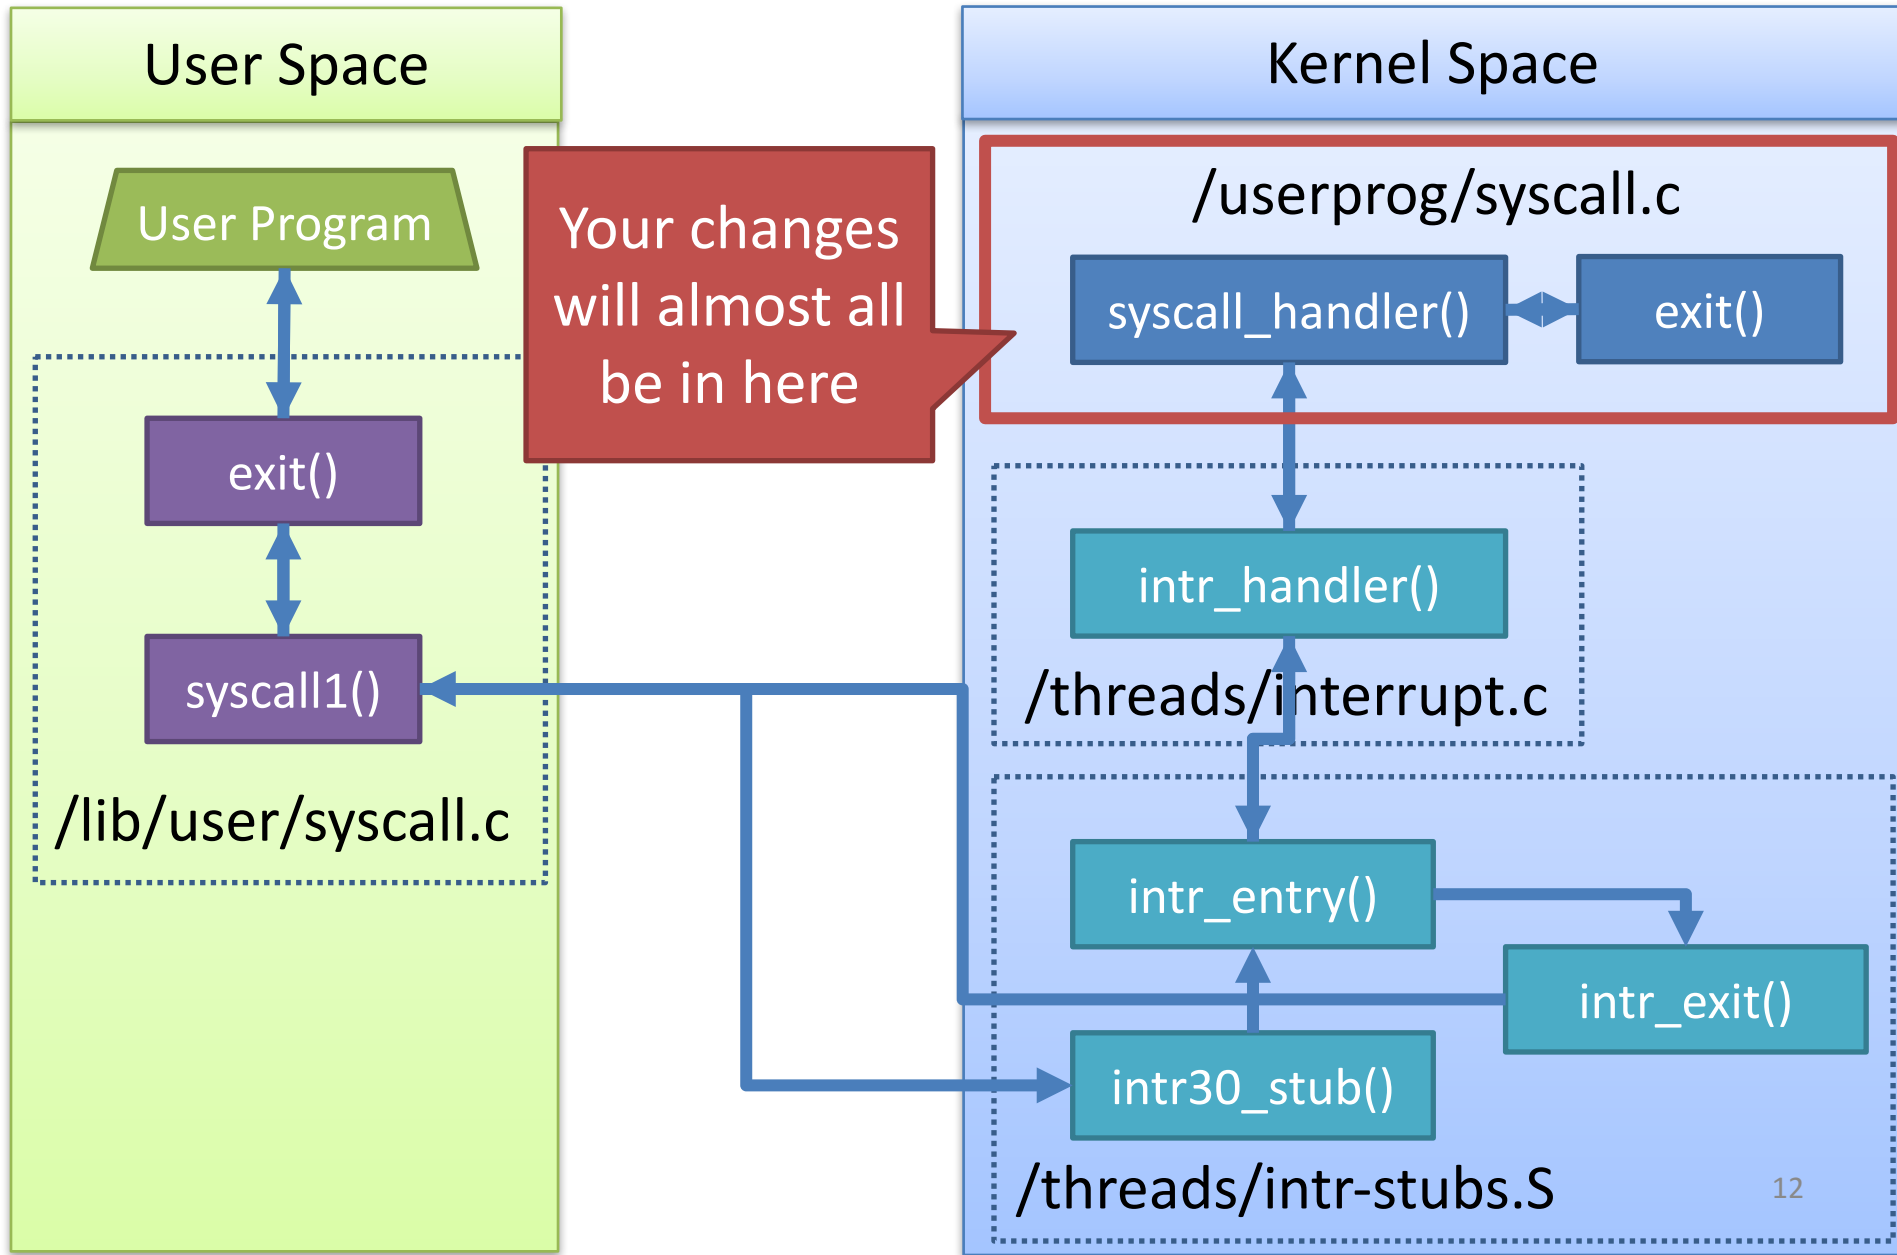 User Space
User Program
exit()
syscall1()
/lib/user/syscall.c
Your changes
will almost all
be in here
Kernel Space
/userprog/syscall.c
syscall_handler()
exit()
intr_handler()
/threads/interrupt.c
intr_entry()
intr_exit()
intr30_stub()
/threads/intr-stubs.S
12